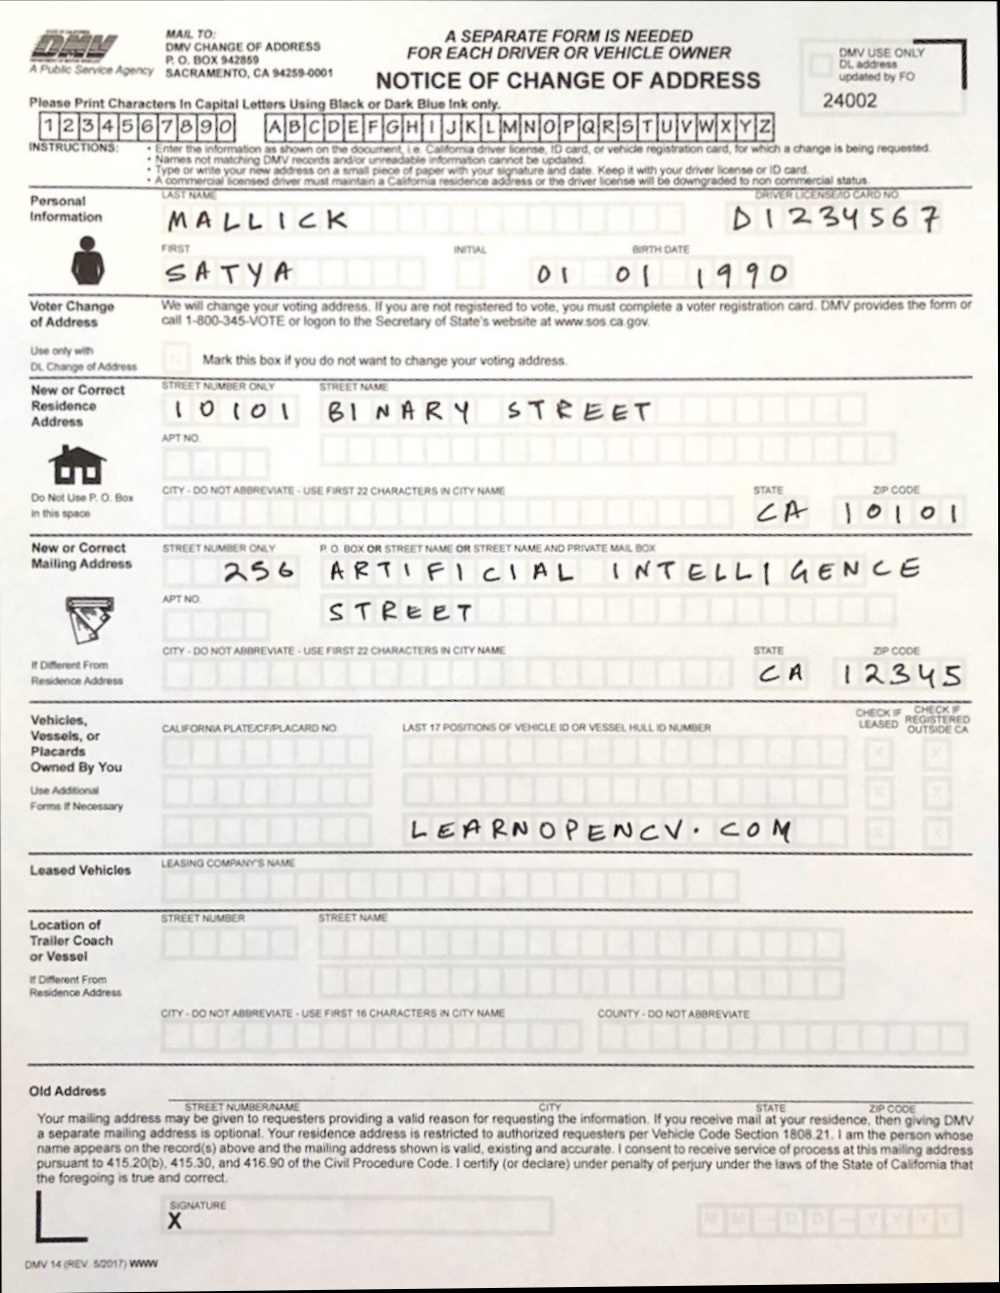 STATE OF CALIFORNIA
DMV
A Public Service Agency
MAIL TO:
DMV CHANGE OF ADDRESS
P. O. BOX 942859
SACRAMENTO, CA 94259-0001
A SEPARATE FORM IS NEEDED
FOR EACH DRIVER OR VEHICLE OWNER
NOTICE OF CHANGE OF ADDRESS
DMV USE ONLY
DL address
updated by FO
24002
Please Print Characters In Capital Letters Using Black or Dark Blue Ink only.
1 2 3 4 5 6 7 8 9 0 A B C D E F G H I J K L M N O P Q R S T U V W X Y Z
INSTRUCTIONS: • Enter the information as shown on the document, i.e. California driver license, ID card, or vehicle registration card, for which a change is being requested.
• Names not matching DMV records and/or unreadable information cannot be updated.
• Type or write your new address on a small piece of paper with your signature and date. Keep it with your driver license or ID card.
• A commercial licensed driver must maintain a California residence address or the driver license will be downgraded to non commercial status.
Personal
Information
LAST NAME DRIVER LICENSE/ID CARD NO.
MALLICK D1234567
FIRST INITIAL BIRTH DATE
SATYA 01 01 1990
Voter Change
of Address
We will change your voting address. If you are not registered to vote, you must complete a voter registration card. DMV provides the form or
call 1-800-345-VOTE or logon to the Secretary of State's website at www.sos.ca.gov.
Use only with
DL Change of Address
Mark this box if you do not want to change your voting address.
New or Correct
Residence
Address
STREET NUMBER ONLY STREET NAME
10101 BINARY STREET
APT NO.
Do Not Use P. O. Box
in this space
CITY - DO NOT ABBREVIATE - USE FIRST 22 CHARACTERS IN CITY NAME STATE ZIP CODE
CA 10101
New or Correct
Mailing Address
STREET NUMBER ONLY P. O. BOX OR STREET NAME OR STREET NAME AND PRIVATE MAIL BOX
256 ARTIFICIAL INTELLIGENCE
APT NO.
STREET
If Different From
Residence Address
CITY - DO NOT ABBREVIATE - USE FIRST 22 CHARACTERS IN CITY NAME STATE ZIP CODE
CA 12345
Vehicles,
Vessels, or
Placards
Owned By You
Use Additional
Forms If Necessary
CALIFORNIA PLATE/CF/PLACARD NO. LAST 17 POSITIONS OF VEHICLE ID OR VESSEL HULL ID NUMBER
CHECK IF
LEASED
CHECK IF
REGISTERED
OUTSIDE CA
X X
X X
LEARNOPENCV.COM X X
Leased Vehicles
LEASING COMPANY'S NAME
Location of
Trailer Coach
or Vessel
If Different From
Residence Address
STREET NUMBER STREET NAME
CITY - DO NOT ABBREVIATE - USE FIRST 16 CHARACTERS IN CITY NAME COUNTY - DO NOT ABBREVIATE
Old Address
STREET NUMBER/NAME CITY STATE ZIP CODE
Your mailing address may be given to requesters providing a valid reason for requesting the information. If you receive mail at your residence, then giving DMV
a separate mailing address is optional. Your residence address is restricted to authorized requesters per Vehicle Code Section 1808.21. I am the person whose
name appears on the record(s) above and the mailing address shown is valid, existing and accurate. I consent to receive service of process at this mailing address
pursuant to 415.20(b), 415.30, and 416.90 of the Civil Procedure Code. I certify (or declare) under penalty of perjury under the laws of the State of California that
the foregoing is true and correct.
SIGNATURE
X
M M – D D – Y Y Y Y
DMV 14 (REV. 5/2017) WWW